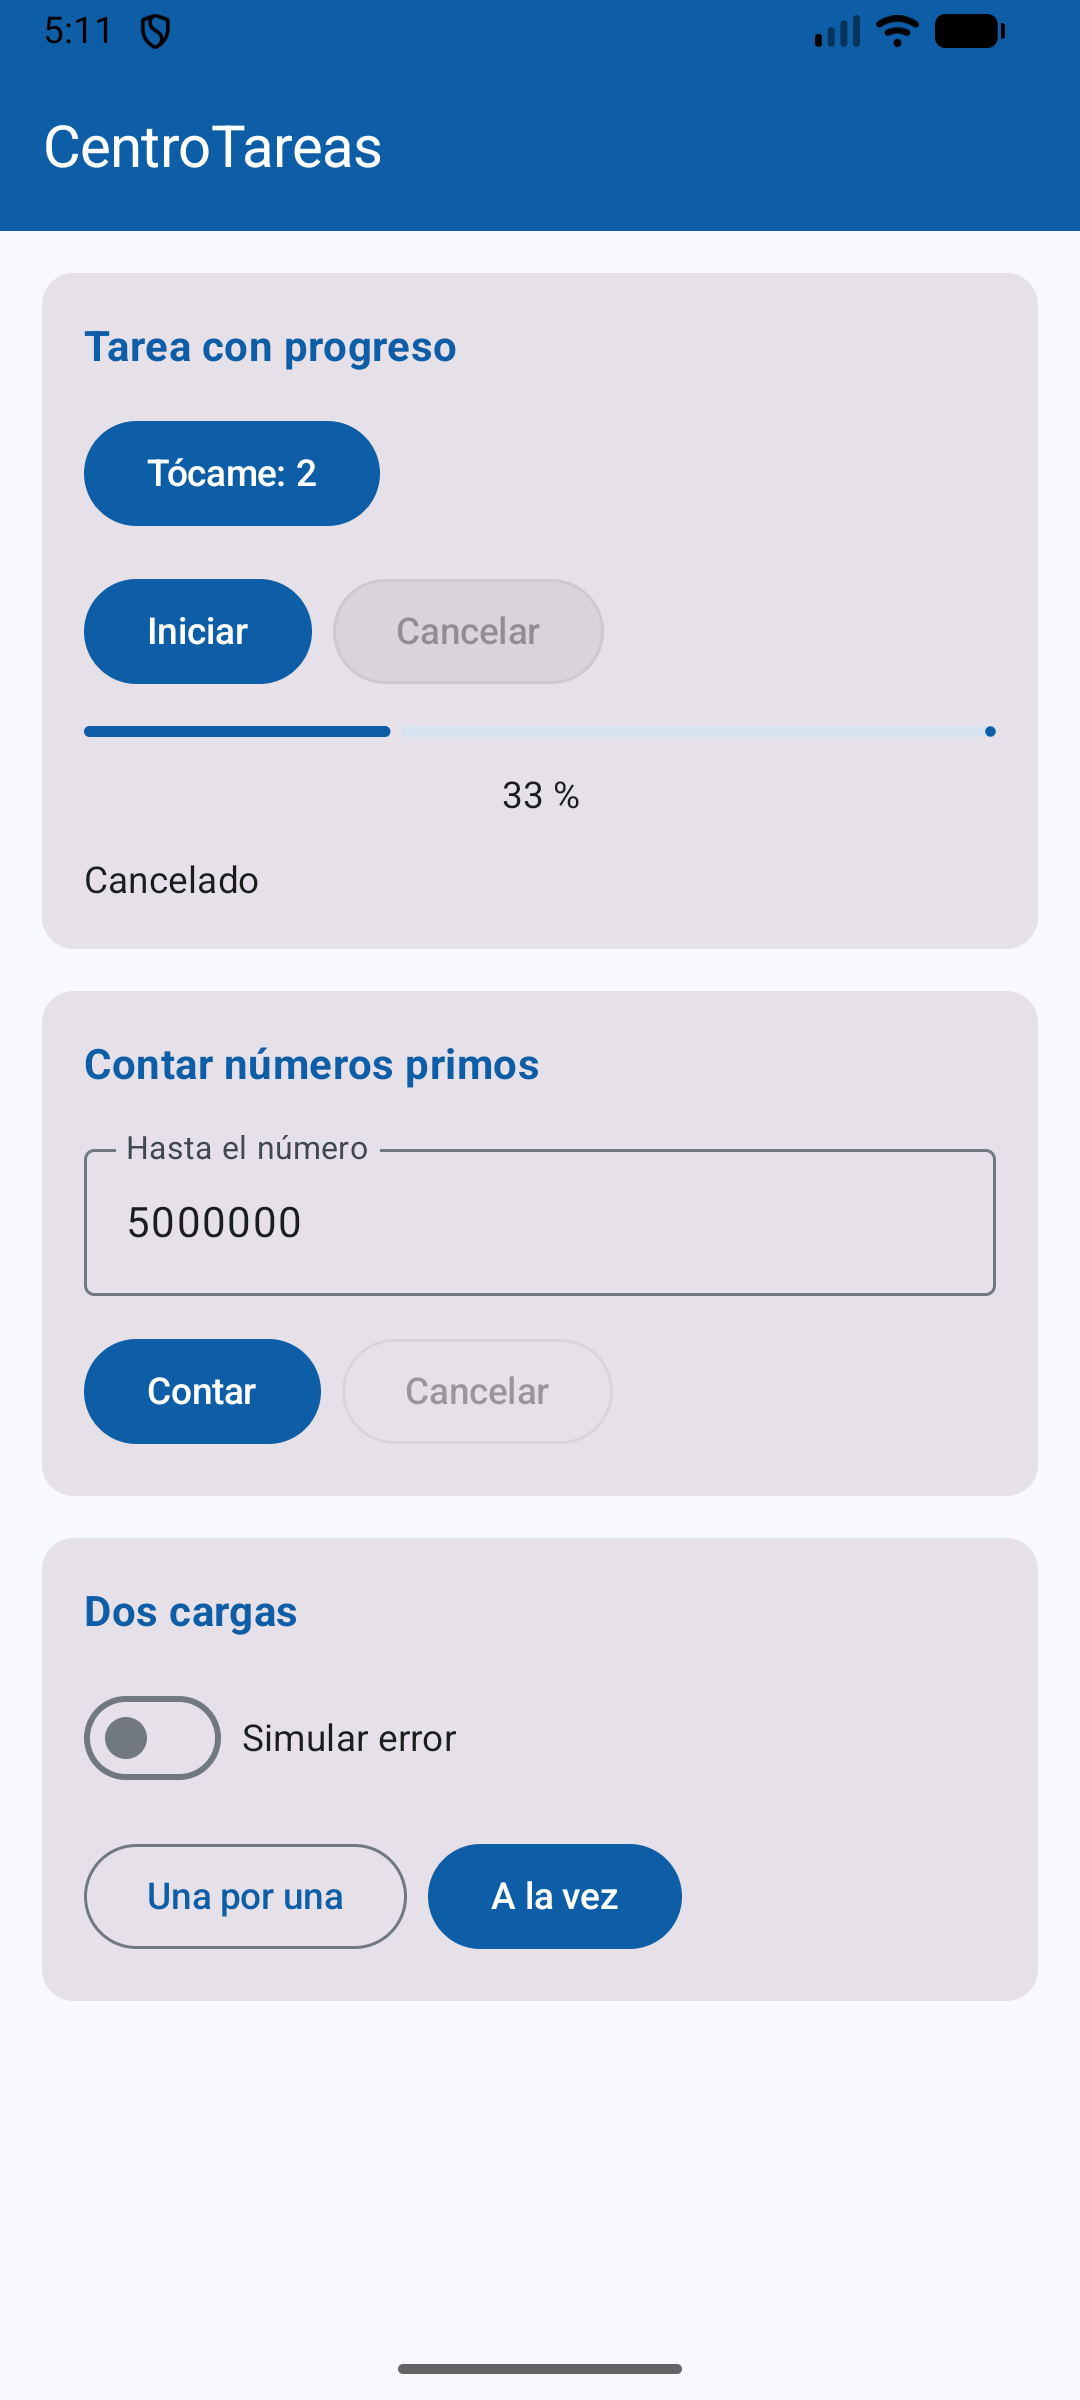 5:11
CentroTareas
Tarea con progreso
Tócame: 2
Iniciar Cancelar
33 %
Cancelado
Contar números primos
Hasta el número
5000000
Contar Cancelar
Dos cargas
Simular error
Una por una A la vez